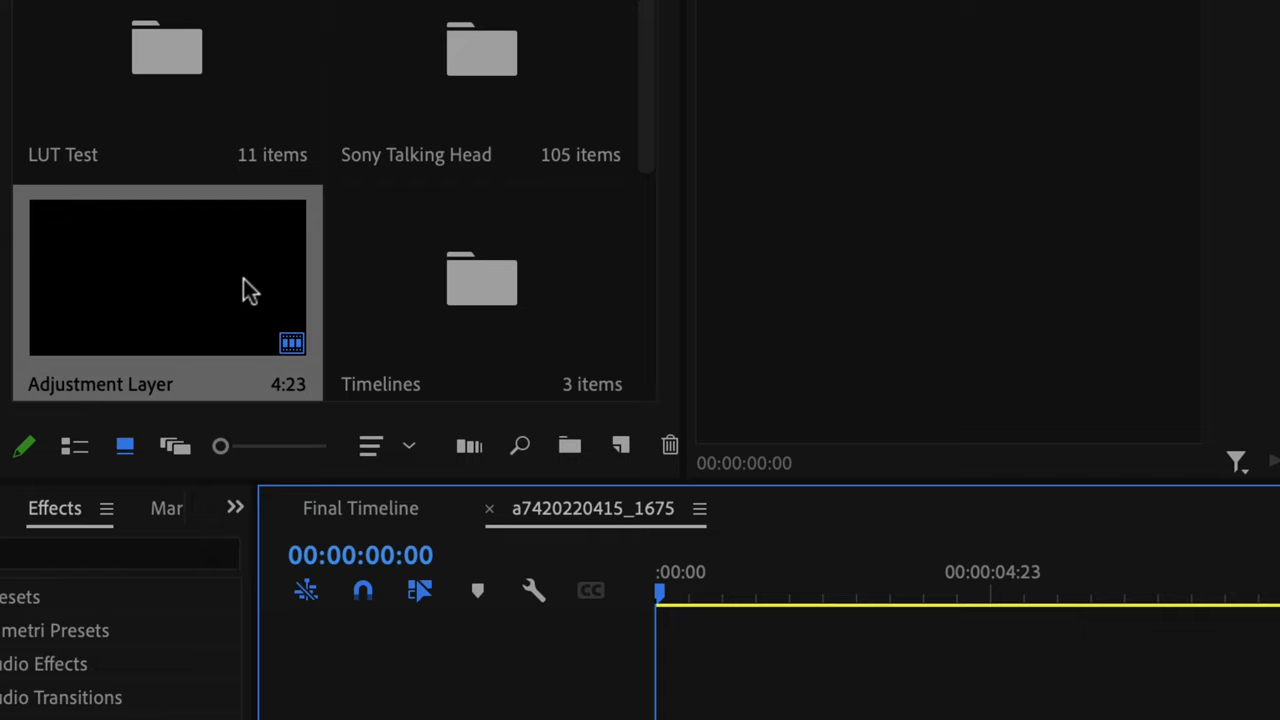 LUT Test 11 items
Sony Talking Head 105 items
Adjustment Layer 4:23
Timelines 3 items
00:00:00:00
Effects
Mar
Final Timeline
× a7420220415_1675
00:00:00:00
:00:00
00:00:04:23
CC
esets
metri Presets
dio Effects
udio Transitions